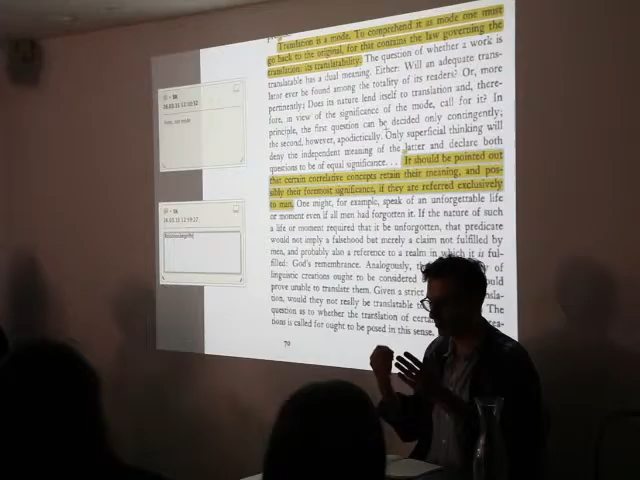 Translation is a mode. To comprehend it as mode one must
go back to the original, for that contains the law governing the
translation: its translatability. The question of whether a work is
translatable has a dual meaning. Either: Will an adequate trans-
lator ever be found among the totality of its readers? Or, more
pertinently: Does its nature lend itself to translation and, there-
fore, in view of the significance of the mode, call for it? In
principle, the first question can be decided only contingently;
the second, however, apodictically. Only superficial thinking will
deny the independent meaning of the latter and declare both
questions to be of equal significance. . . It should be pointed out
that certain correlative concepts retain their meaning, and pos-
sibly their foremost significance, if they are referred exclusively
to man. One might, for example, speak of an unforgettable life
or moment even if all men had forgotten it. If the nature of such
a life or moment required that it be unforgotten, that predicate
would not imply a falsehood but merely a claim not fulfilled by
men, and probably also a reference to a realm in which it is ful-
filled: God's remembrance. Analogously, of
linguistic creations ought to be considered
prove unable to translate them. Given a strict
tion, would they not really be translatable The
question as to whether the translation of
tions is called for ought to be posed in this sense.
70